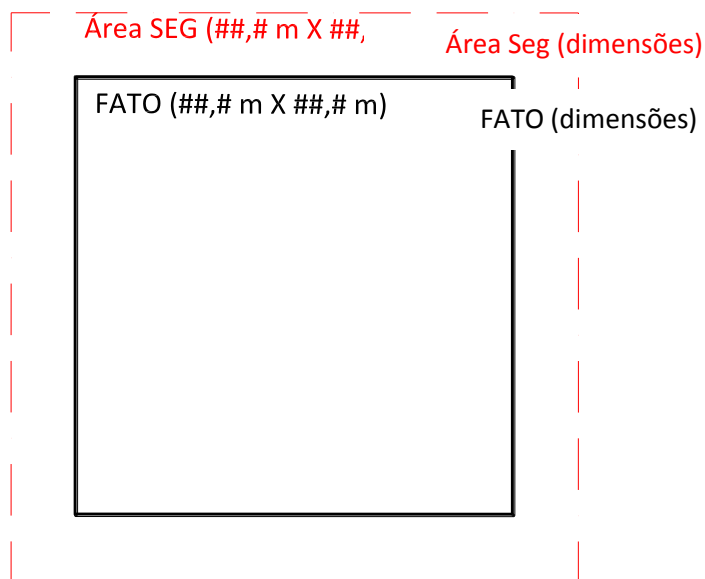 Área SEG (##,# m X ##,
Área Seg (dimensões)
FATO (##,# m X ##,# m)
FATO (dimensões)